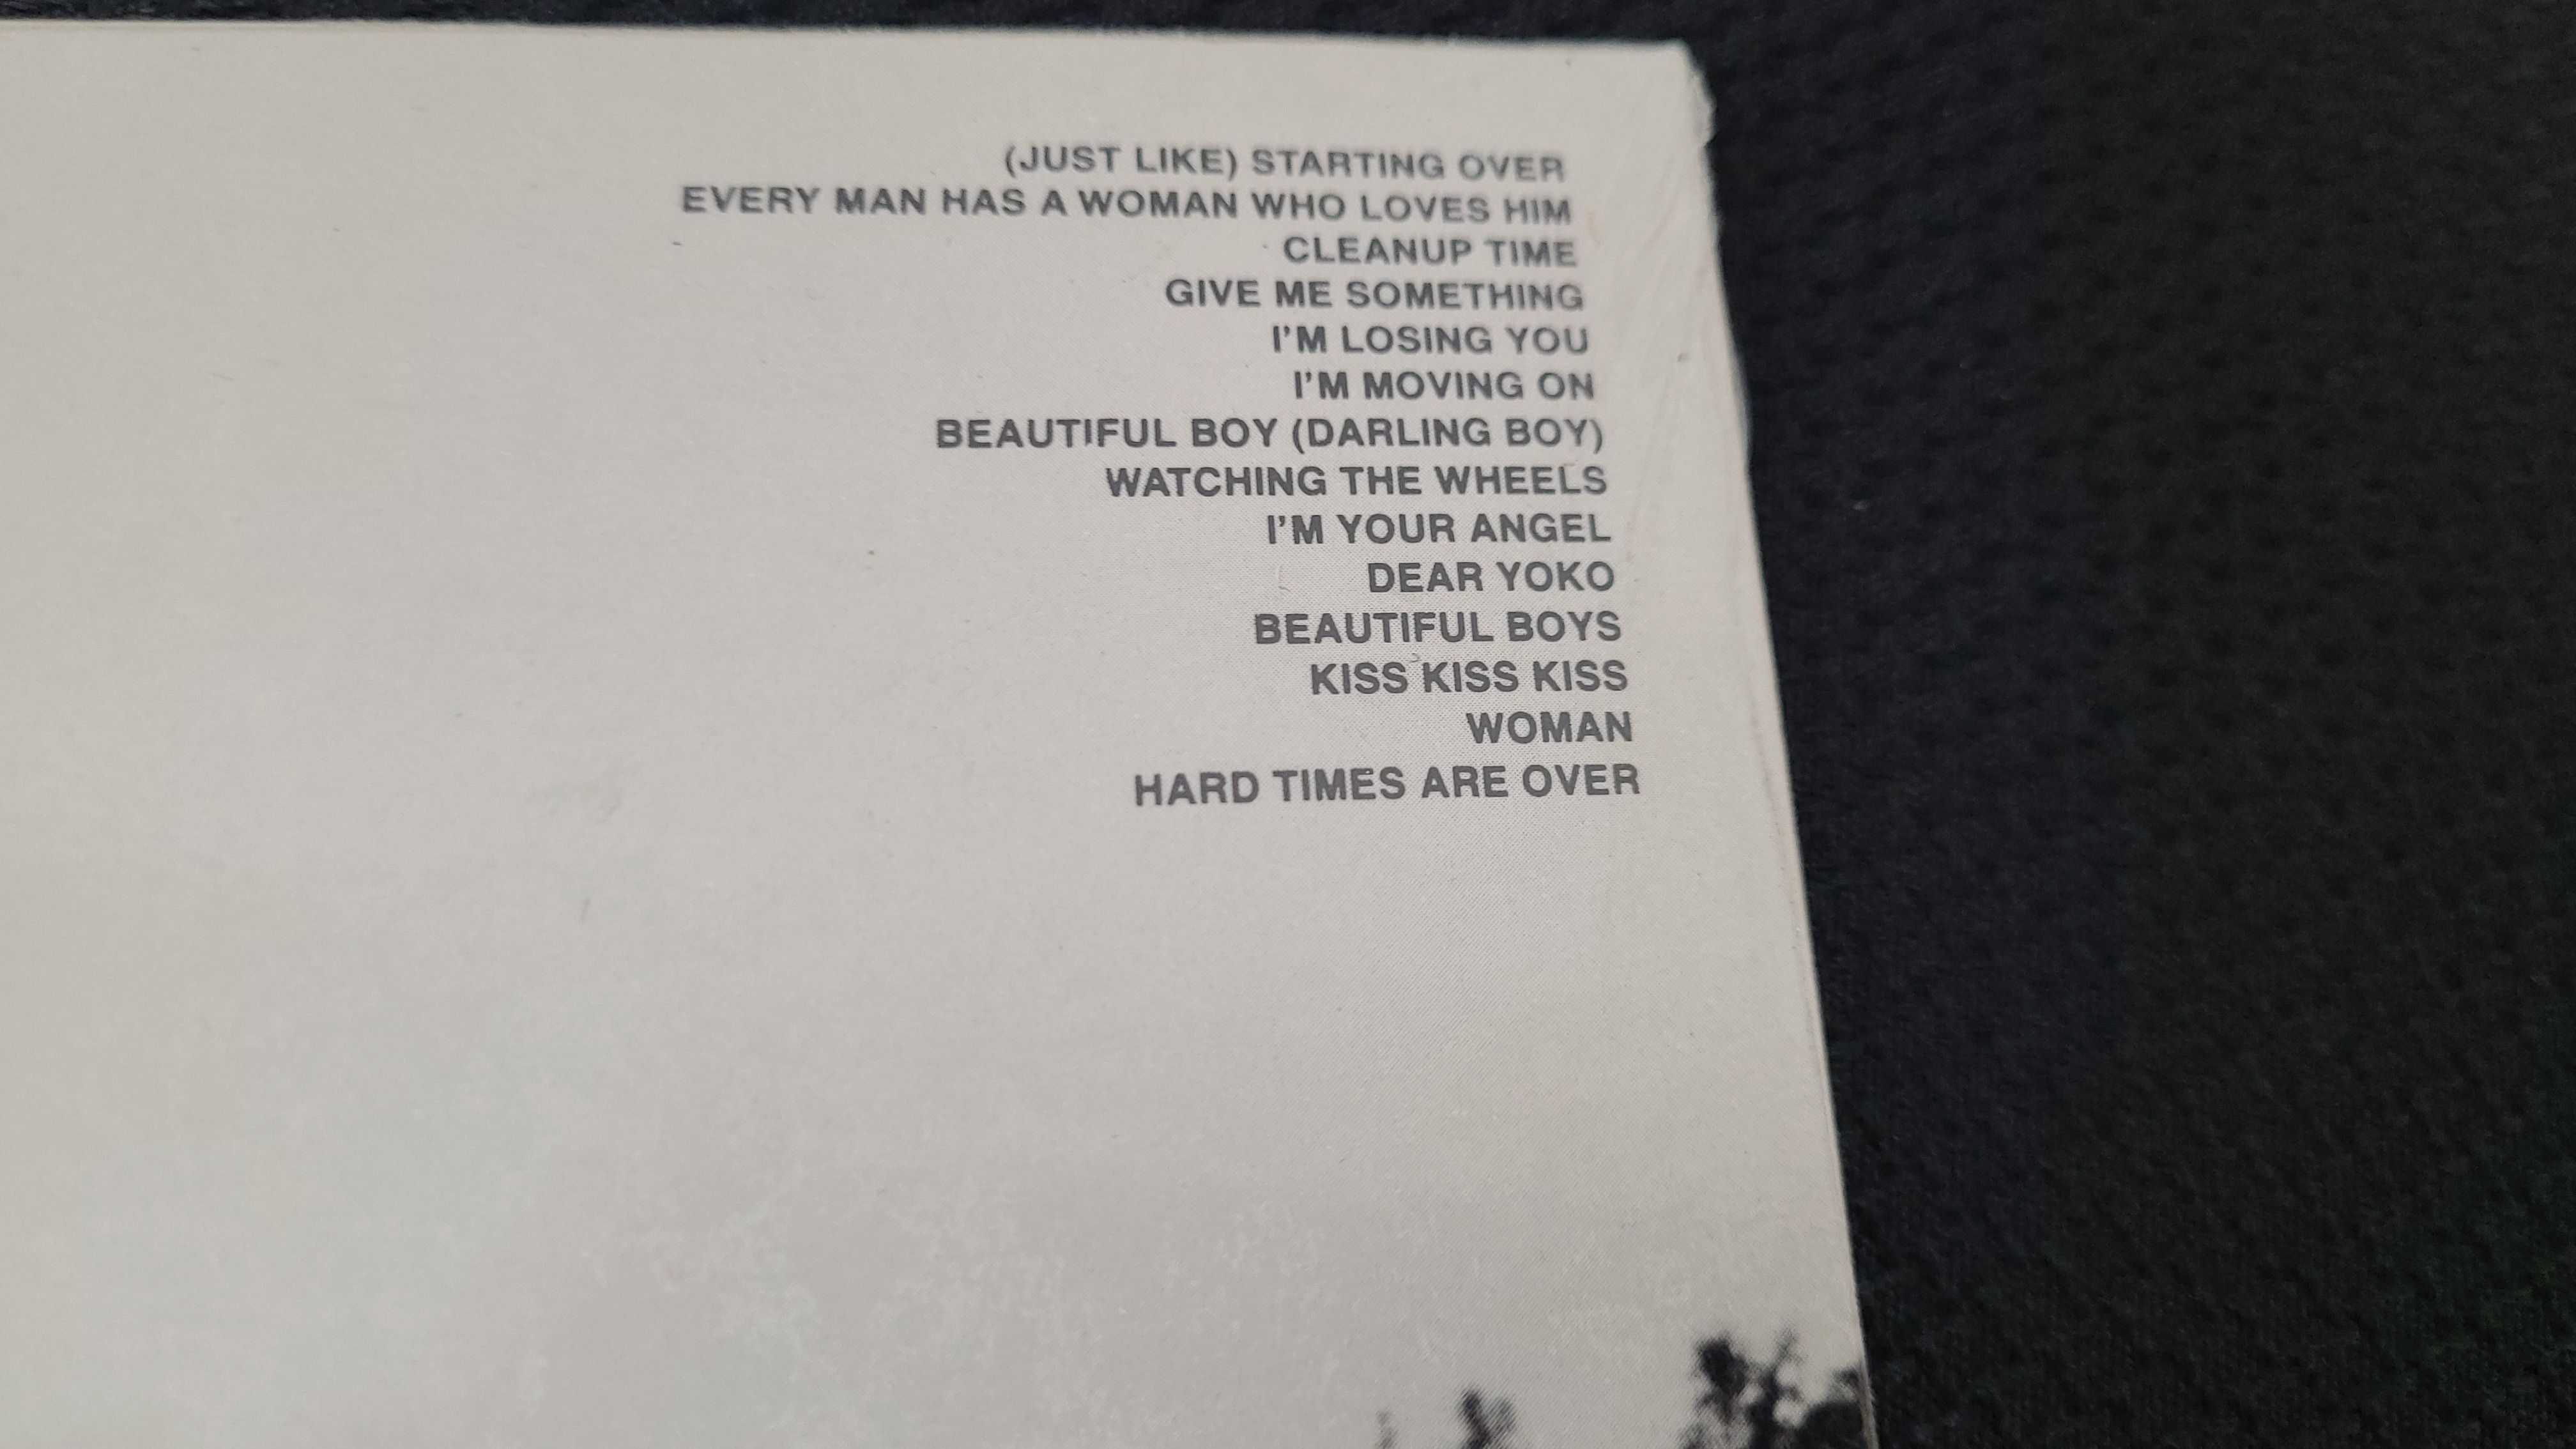 (JUST LIKE) STARTING OVER
EVERY MAN HAS A WOMAN WHO LOVES HIM
CLEANUP TIME
GIVE ME SOMETHING
I'M LOSING YOU
I'M MOVING ON
BEAUTIFUL BOY (DARLING BOY)
WATCHING THE WHEELS
I'M YOUR ANGEL
DEAR YOKO
BEAUTIFUL BOYS
KISS KISS KISS
WOMAN
HARD TIMES ARE OVER